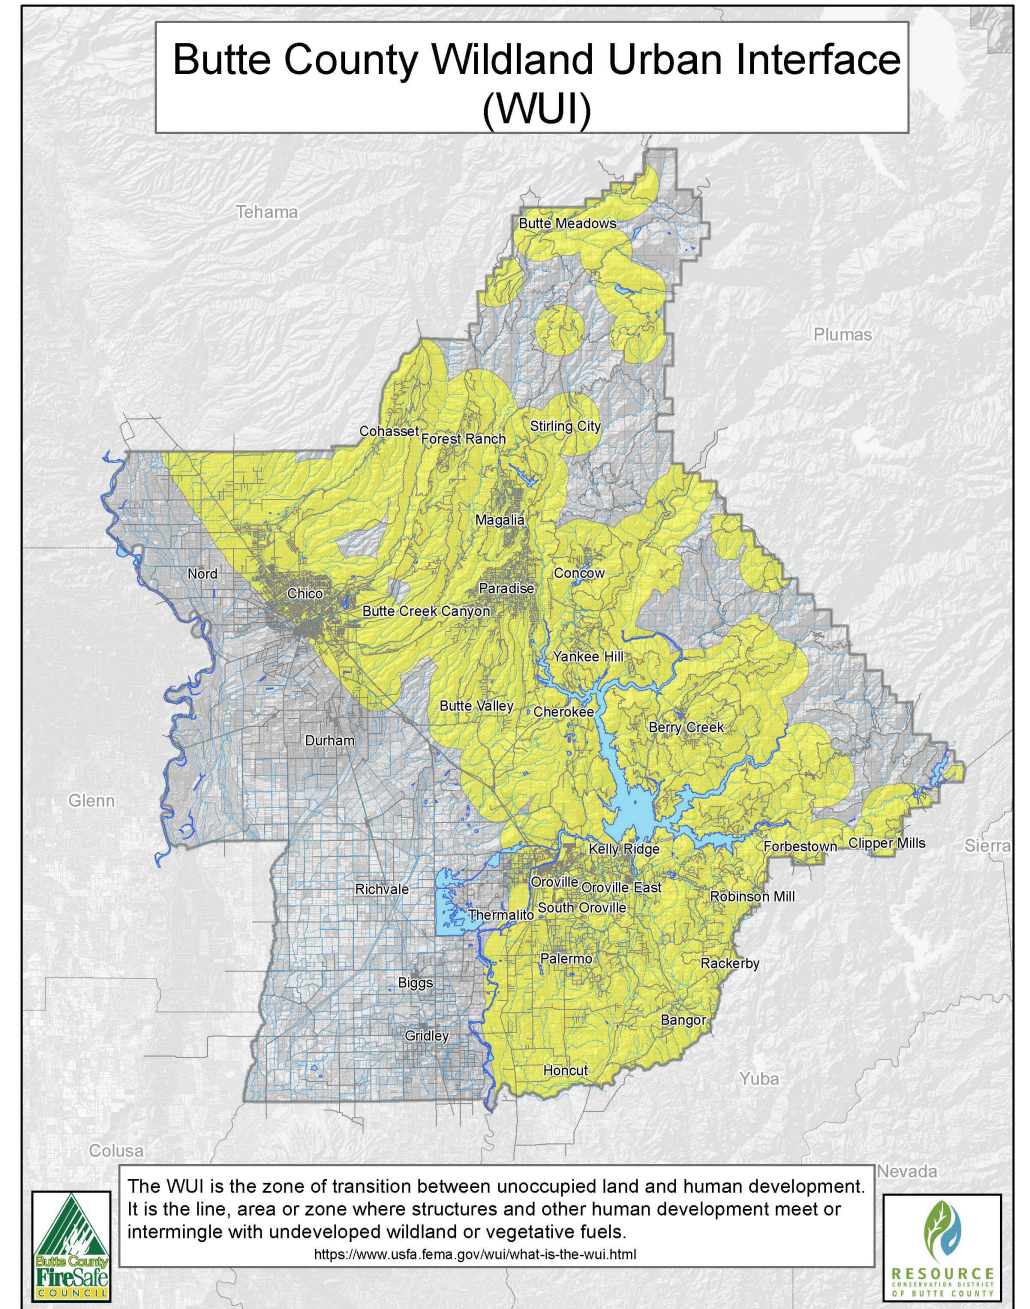 Butte County Wildland Urban Interface
(WUI)
Tehama
Butte Meadows
Plumas
Stirling City
Cohasset
Forest Ranch
Magalia
Nord
Concow
Chico
Paradise
Butte Creek Canyon
Yankee Hill
Butte Valley
Cherokee
Berry Creek
Durham
Glenn
Kelly Ridge
Forbestown
Clipper Mills
Sierra
Richvale
Oroville
Oroville East
Robinson Mill
Thermalito
South Oroville
Palermo
Rackerby
Biggs
Bangor
Gridley
Honcut
Yuba
Colusa
Nevada
The WUI is the zone of transition between unoccupied land and human development.
It is the line, area or zone where structures and other human development meet or
intermingle with undeveloped wildland or vegetative fuels.
https://www.usfa.fema.gov/wui/what-is-the-wui.html
Butte County
FireSafe
COUNCIL
RESOURCE
CONSERVATION DISTRICT
OF BUTTE COUNTY